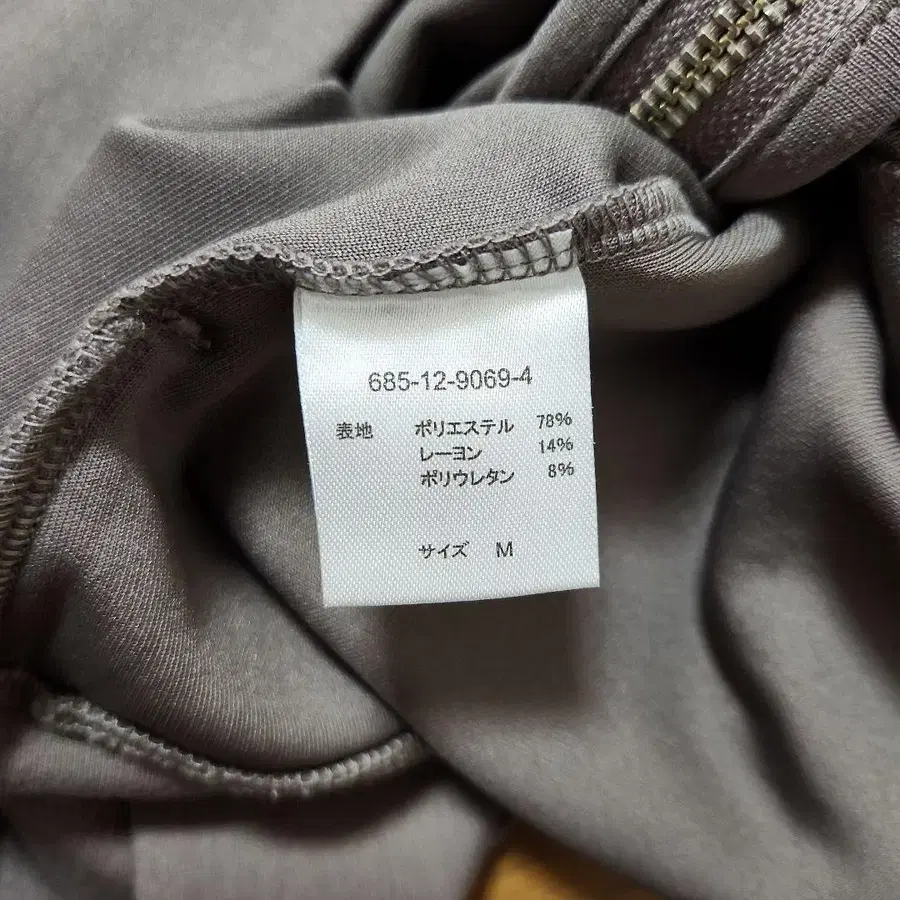 685-12-9069-4
表地 ポリエステル 78%
レーヨン 14%
ポリウレタン 8%
サイズ M